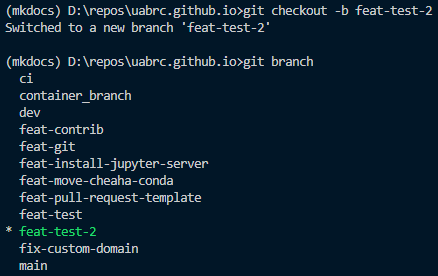 (mkdocs) D:\repos\uabrc.github.io>git checkout -b feat-test-2
Switched to a new branch 'feat-test-2'
(mkdocs) D:\repos\uabrc.github.io>git branch
ci
container_branch
dev
feat-contrib
feat-git
feat-install-jupyter-server
feat-move-cheaha-conda
feat-pull-request-template
feat-test
* feat-test-2
fix-custom-domain
main